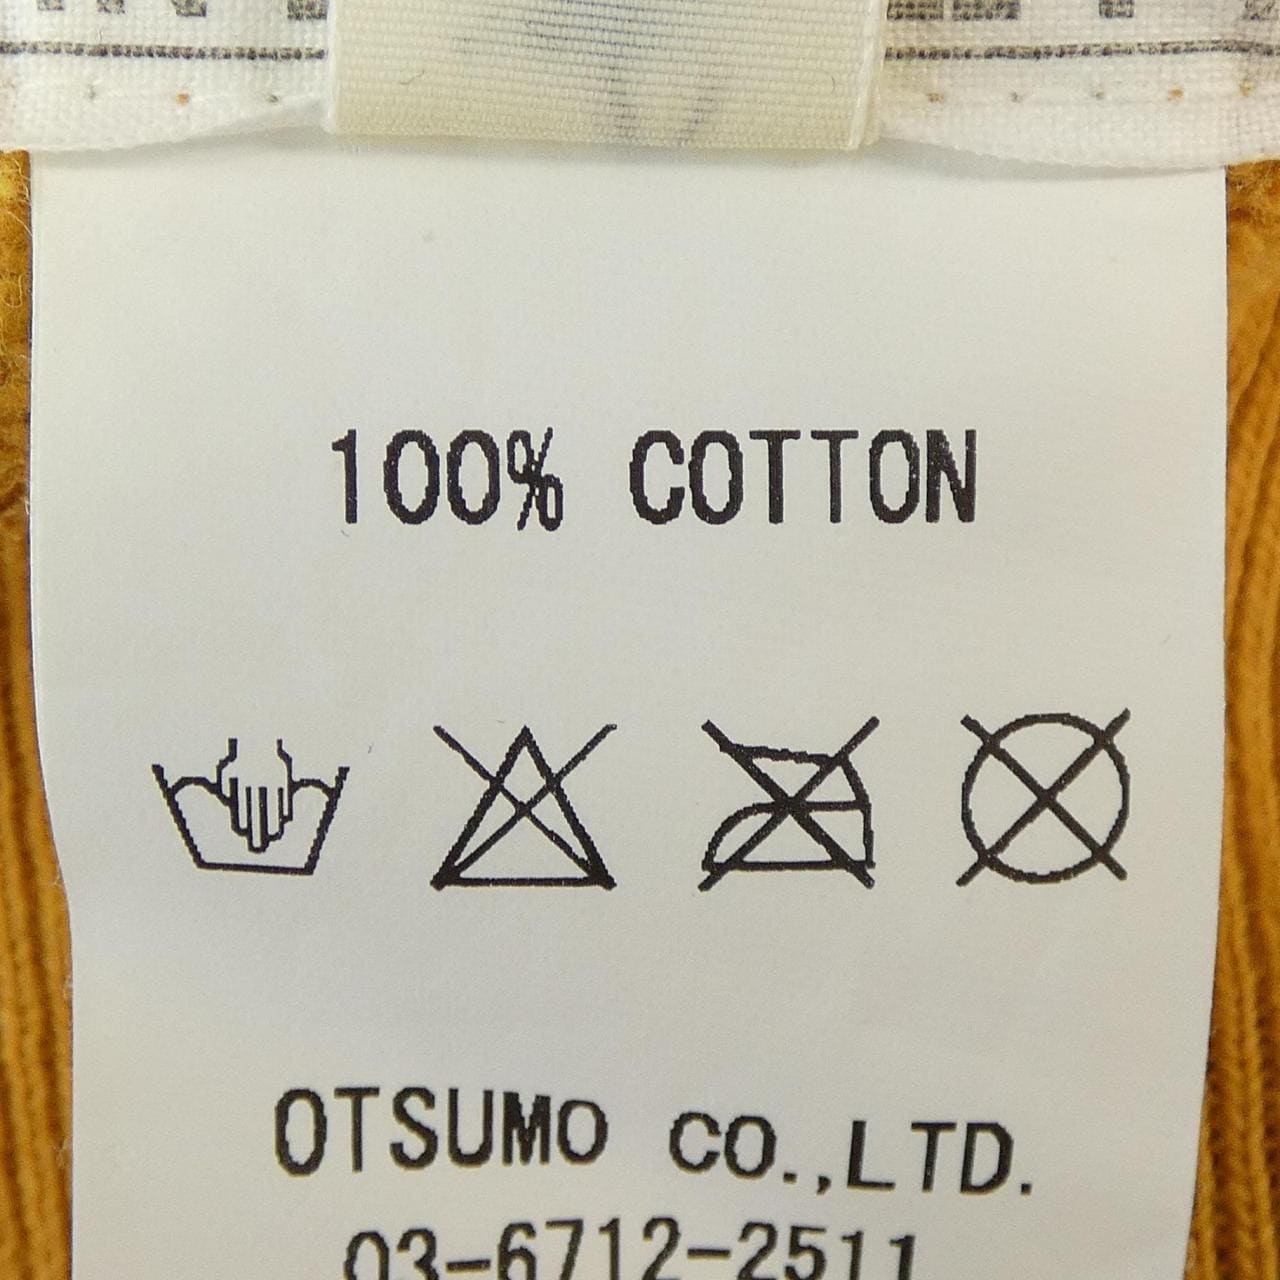 100% COTTON
OTSUMO CO.,LTD.
03-6712-2511